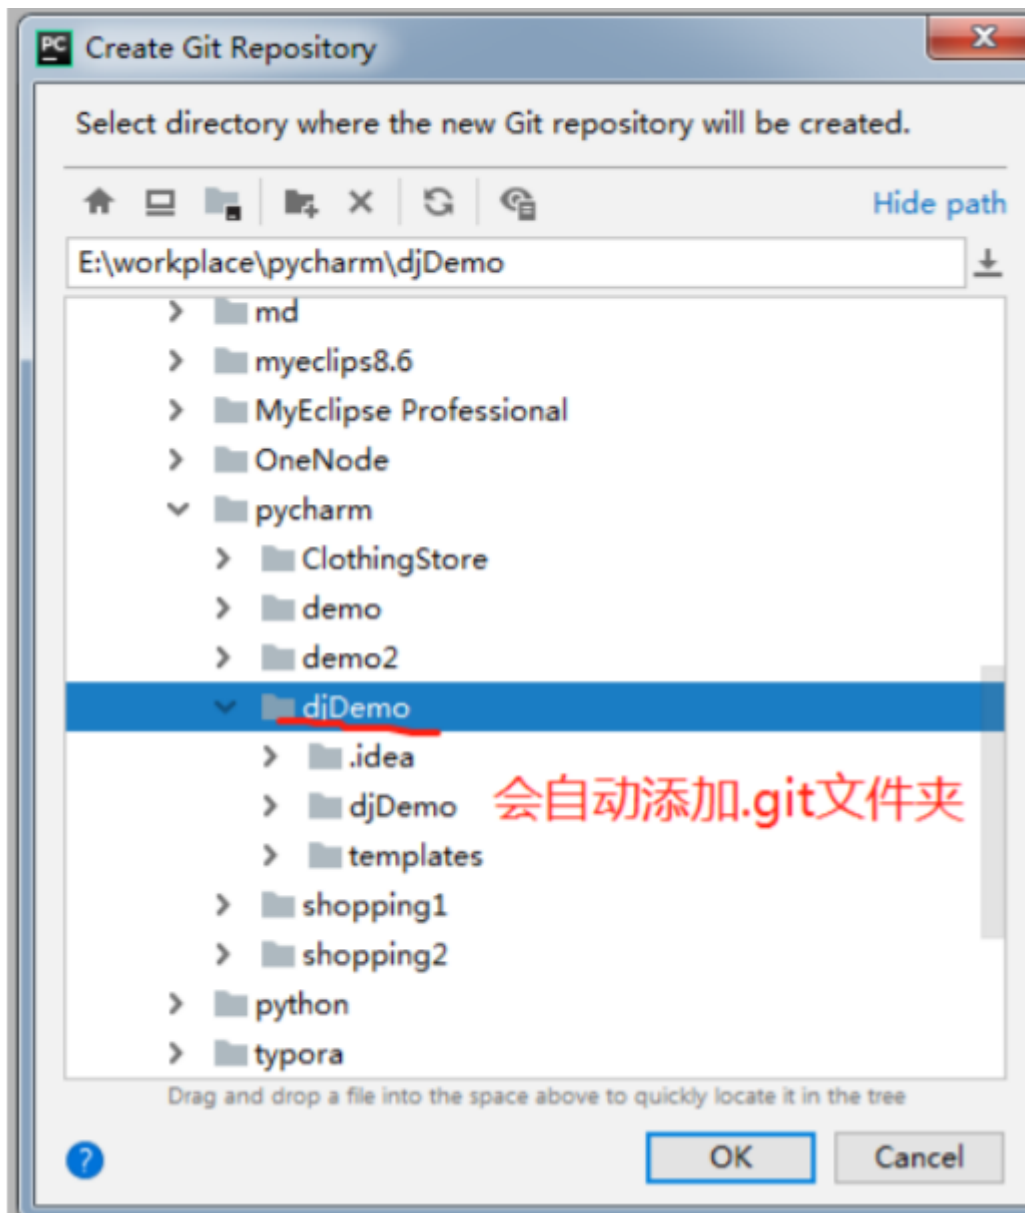 PC Create Git Repository
Select directory where the new Git repository will be created.
Hide path
E:\workplace\pycharm\djDemo
md
myeclips8.6
MyEclipse Professional
OneNode
pycharm
ClothingStore
demo
demo2
djDemo
.idea
djDemo 会自动添加.git文件夹
templates
shopping1
shopping2
python
typora
Drag and drop a file into the space above to quickly locate it in the tree
? OK Cancel